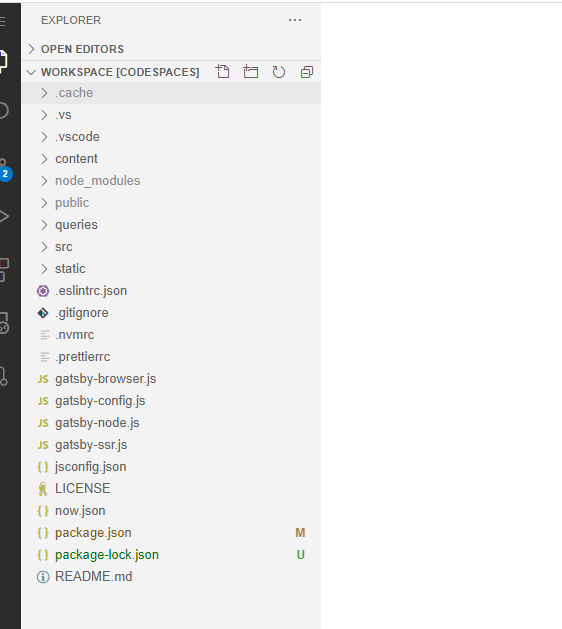 EXPLORER
OPEN EDITORS
WORKSPACE [CODESPACES]
.cache
.vs
.vscode
content
2
node_modules
public
queries
src
static
.eslintrc.json
.gitignore
.nvmrc
.prettierrc
JS gatsby-browser.js
JS gatsby-config.js
JS gatsby-node.js
JS gatsby-ssr.js
{} jsconfig.json
LICENSE
{} now.json
{} package.json M
{} package-lock.json U
README.md